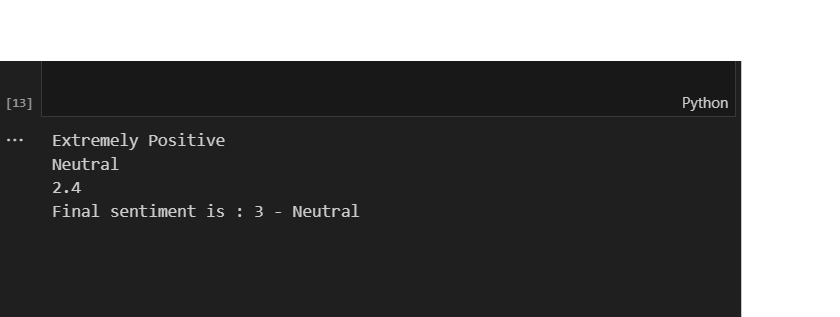 [13]
Python
... Extremely Positive
Neutral
2.4
Final sentiment is : 3 - Neutral